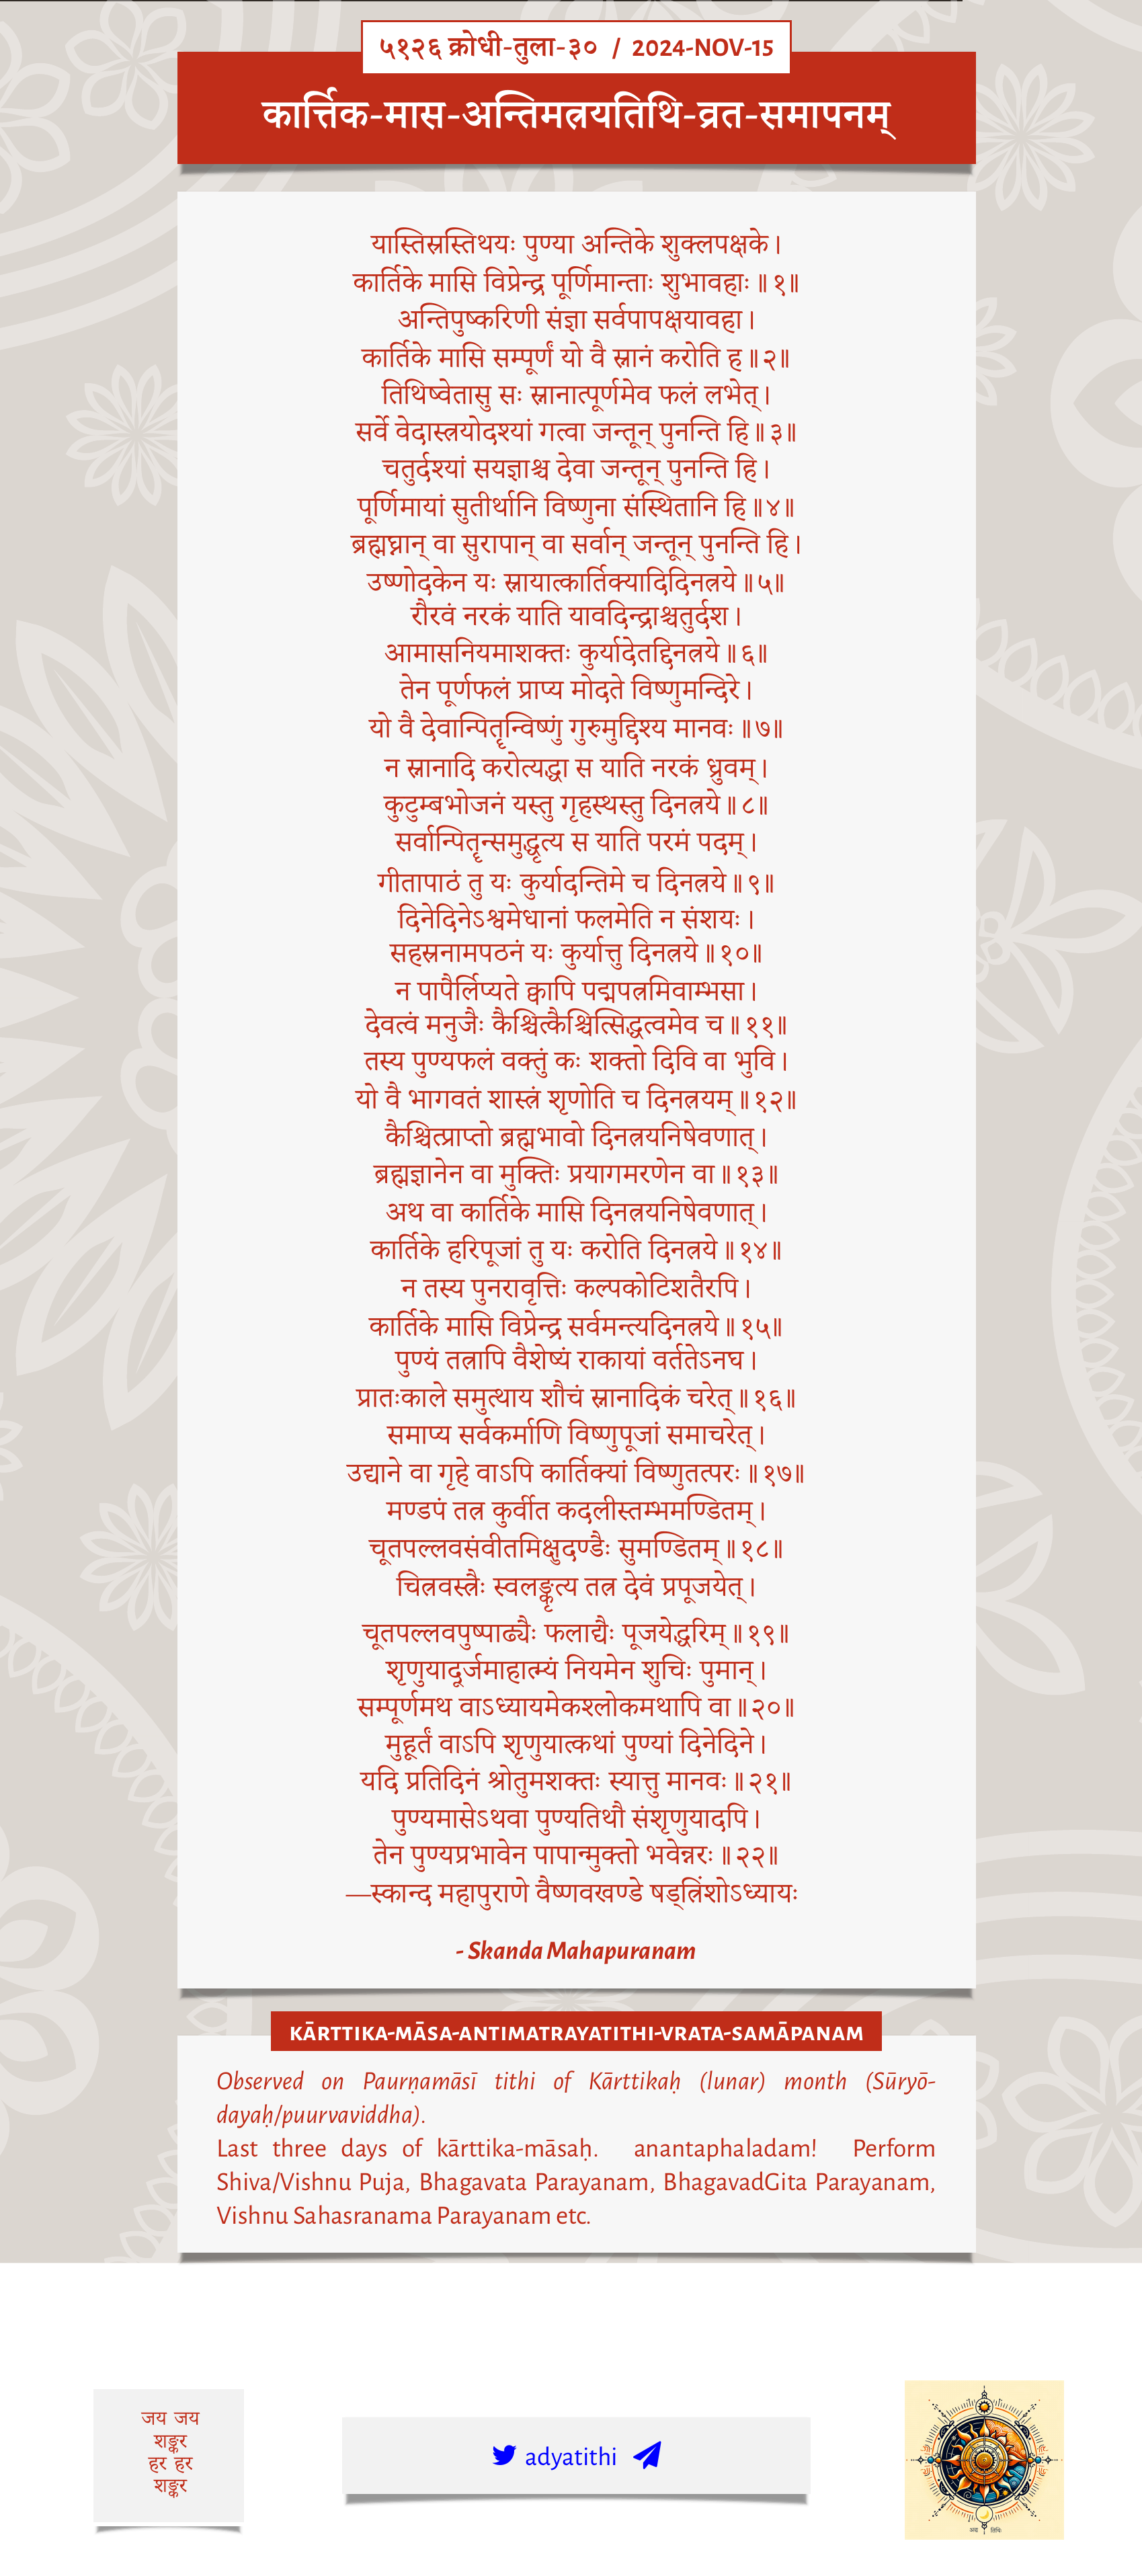 ५१२६ क्रोधी-तुला-३० / 2024-NOV-15
कार्त्तिक-मास-अन्तिमत्रयतिथि-व्रत-समापनम्
यास्तिस्रस्तिथयः पुण्या अन्तिके शुक्लपक्षके।
कार्तिके मासि विप्रेन्द्र पूर्णिमान्ताः शुभावहाः॥१॥
अन्तिपुष्करिणी संज्ञा सर्वपापक्षयावहा।
कार्तिके मासि सम्पूर्णं यो वै स्नानं करोति ह॥२॥
तिथिष्वेतासु सः स्नानात्पूर्णमेव फलं लभेत्।
सर्वे वेदास्त्रयोदश्यां गत्वा जन्तून् पुनन्ति हि॥३॥
चतुर्दश्यां सयज्ञाश्च देवा जन्तून् पुनन्ति हि।
पूर्णिमायां सुतीर्थानि विष्णुना संस्थितानि हि॥४॥
ब्रह्मघ्नान् वा सुरापान् वा सर्वान् जन्तून् पुनन्ति हि।
उष्णोदकेन यः स्नायात्कार्तिक्यादिदिनत्रये॥५॥
रौरवं नरकं याति यावदिन्द्राश्चतुर्दश।
आमासनियमाशक्तः कुर्यादेतद्दिनत्रये॥६॥
तेन पूर्णफलं प्राप्य मोदते विष्णुमन्दिरे।
यो वै देवान्पितॄन्विष्णुं गुरुमुद्दिश्य मानवः॥७॥
न स्नानादि करोत्यद्धा स याति नरकं ध्रुवम्।
कुटुम्बभोजनं यस्तु गृहस्थस्तु दिनत्रये॥८॥
सर्वान्पितॄन्समुद्धृत्य स याति परमं पदम्।
गीतापाठं तु यः कुर्यादन्तिमे च दिनत्रये॥९॥
दिनेदिनेऽश्वमेधानां फलमेति न संशयः।
सहस्रनामपठनं यः कुर्यात्तु दिनत्रये॥१०॥
न पापैर्लिप्यते क्वापि पद्मपत्रमिवाम्भसा।
देवत्वं मनुजैः कैश्चित्कैश्चित्सिद्धत्वमेव च॥११॥
तस्य पुण्यफलं वक्तुं कः शक्तो दिवि वा भुवि।
यो वै भागवतं शास्त्रं शृणोति च दिनत्रयम्॥१२॥
कैश्चित्प्राप्तो ब्रह्मभावो दिनत्रयनिषेवणात्।
ब्रह्मज्ञानेन वा मुक्तिः प्रयागमरणेन वा॥१३॥
अथ वा कार्तिके मासि दिनत्रयनिषेवणात्।
कार्तिके हरिपूजां तु यः करोति दिनत्रये॥१४॥
न तस्य पुनरावृत्तिः कल्पकोटिशतैरपि।
कार्तिके मासि विप्रेन्द्र सर्वमन्त्यदिनत्रये॥१५॥
पुण्यं तत्रापि वैशेष्यं राकायां वर्ततेऽनघ।
प्रातःकाले समुत्थाय शौचं स्नानादिकं चरेत्॥१६॥
समाप्य सर्वकर्माणि विष्णुपूजां समाचरेत्।
उद्याने वा गृहे वाऽपि कार्तिक्यां विष्णुतत्परः॥१७॥
मण्डपं तत्र कुर्वीत कदलीस्तम्भमण्डितम्।
चूतपल्लवसंवीतमिक्षुदण्डैः सुमण्डितम्॥१८॥
चित्रवस्त्रैः स्वलङ्कृत्य तत्र देवं प्रपूजयेत्।
चूतपल्लवपुष्पाढ्यैः फलाद्यैः पूजयेद्धरिम्॥१९॥
शृणुयादूर्जमाहात्म्यं नियमेन शुचिः पुमान्।
सम्पूर्णमथ वाऽध्यायमेकश्लोकमथापि वा॥२०॥
मुहूर्तं वाऽपि शृणुयात्कथां पुण्यां दिनेदिने।
यदि प्रतिदिनं श्रोतुमशक्तः स्यात्तु मानवः॥२१॥
पुण्यमासेऽथवा पुण्यतिथौ संशृणुयादपि।
तेन पुण्यप्रभावेन पापान्मुक्तो भवेन्नरः॥२२॥
—स्कान्द महापुराणे वैष्णवखण्डे षड्त्रिंशोऽध्यायः
- Skanda Mahapuranam
KĀRTTIKA-MĀSA-ANTIMATRAYATITHI-VRATA-SAMĀPANAM
Observed on Paurṇamāsī tithi of Kārttikaḥ (lunar) month (Sūryō-
dayaḥ/puurvaviddha).
Last three days of kārttika-māsaḥ. anantaphaladam! Perform
Shiva/Vishnu Puja, Bhagavata Parayanam, BhagavadGita Parayanam,
Vishnu Sahasranama Parayanam etc.
जय जय
शङ्कर
हर हर
शङ्कर
adyatithi
अद्य तिथिः